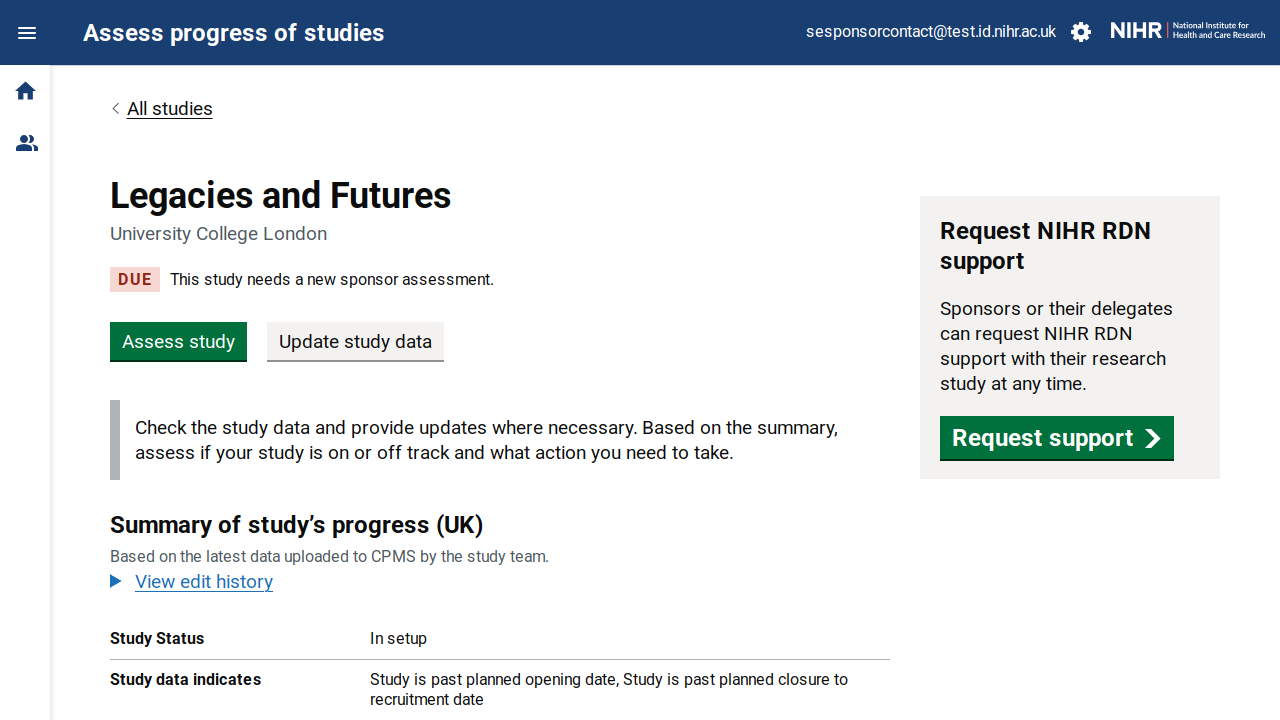 Assess progress of studies
sesponsorcontact@test.id.nihr.ac.uk
NIHR
National Institute for
Health and Care Research
All studies
Legacies and Futures
University College London
DUE
This study needs a new sponsor assessment.
Assess study
Update study data
Check the study data and provide updates where necessary. Based on the summary,
assess if your study is on or off track and what action you need to take.
Summary of study’s progress (UK)
Based on the latest data uploaded to CPMS by the study team.
View edit history
Study Status
In setup
Study data indicates
Study is past planned opening date, Study is past planned closure to
recruitment date
Request NIHR RDN
support
Sponsors or their delegates
can request NIHR RDN
support with their research
study at any time.
Request support